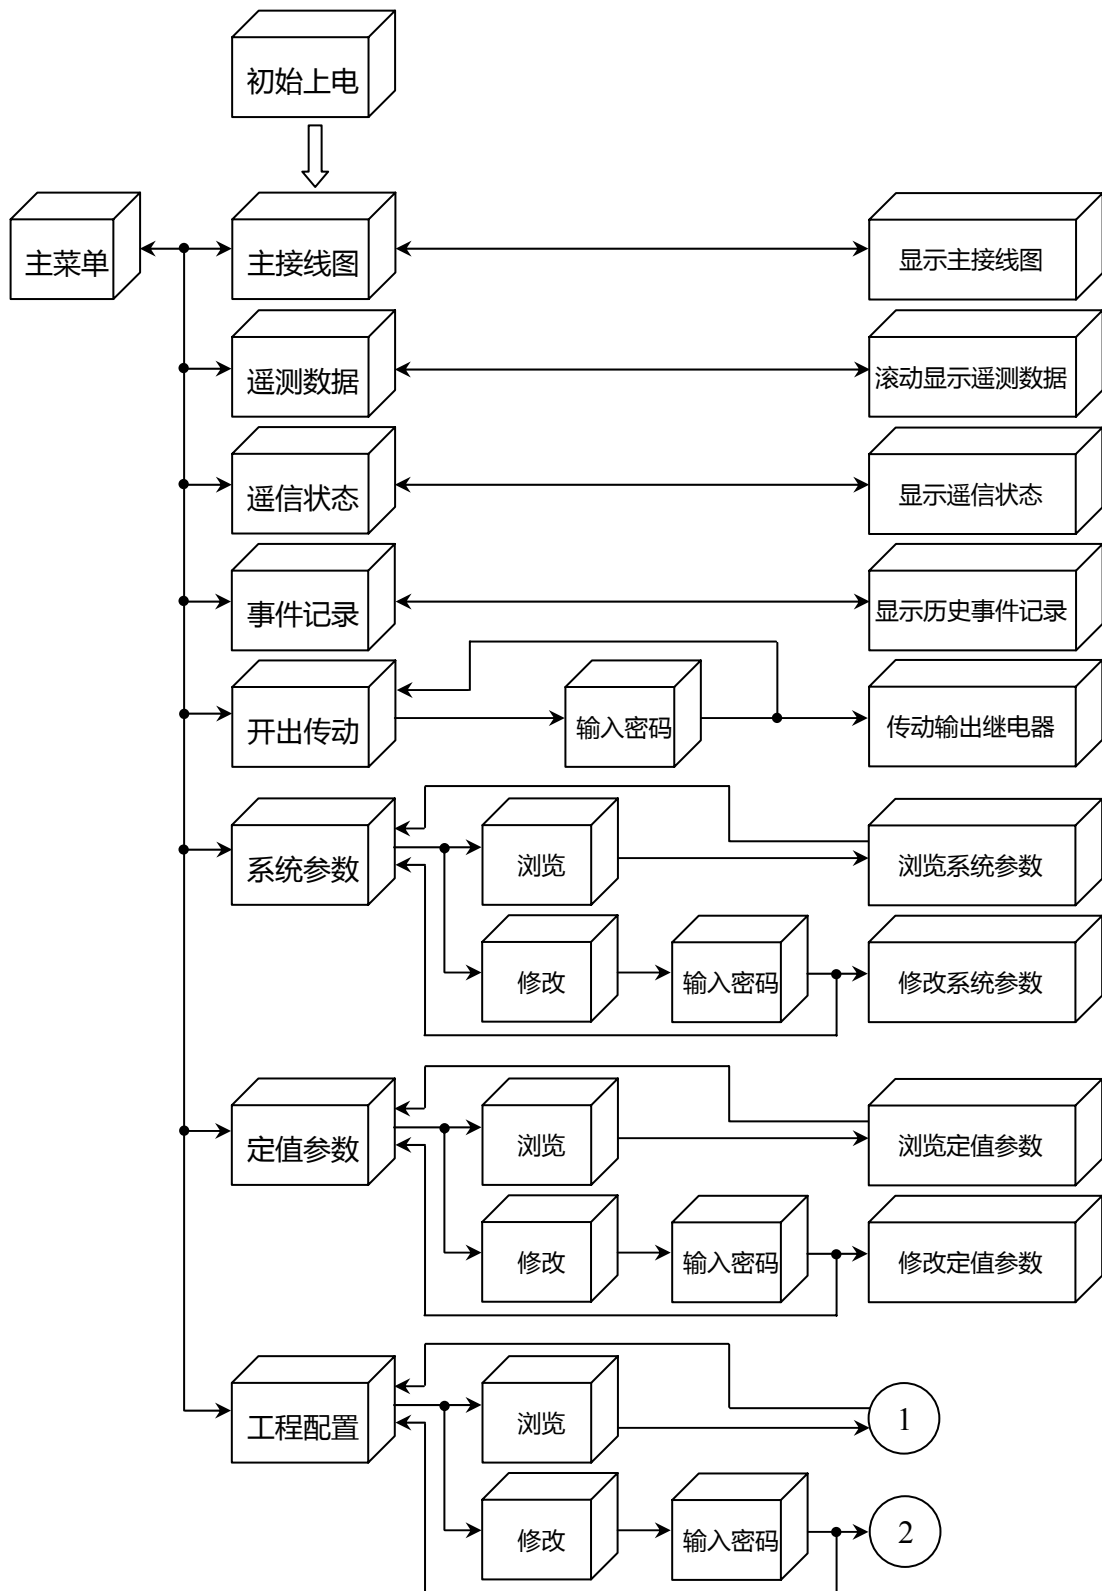 初始上电
主菜单
主接线图
显示主接线图
遥测数据
滚动显示遥测数据
遥信状态
显示遥信状态
事件记录
显示历史事件记录
开出传动
输入密码
传动输出继电器
系统参数
浏览
浏览系统参数
修改
输入密码
修改系统参数
定值参数
浏览
浏览定值参数
修改
输入密码
修改定值参数
工程配置
浏览
1
修改
输入密码
2